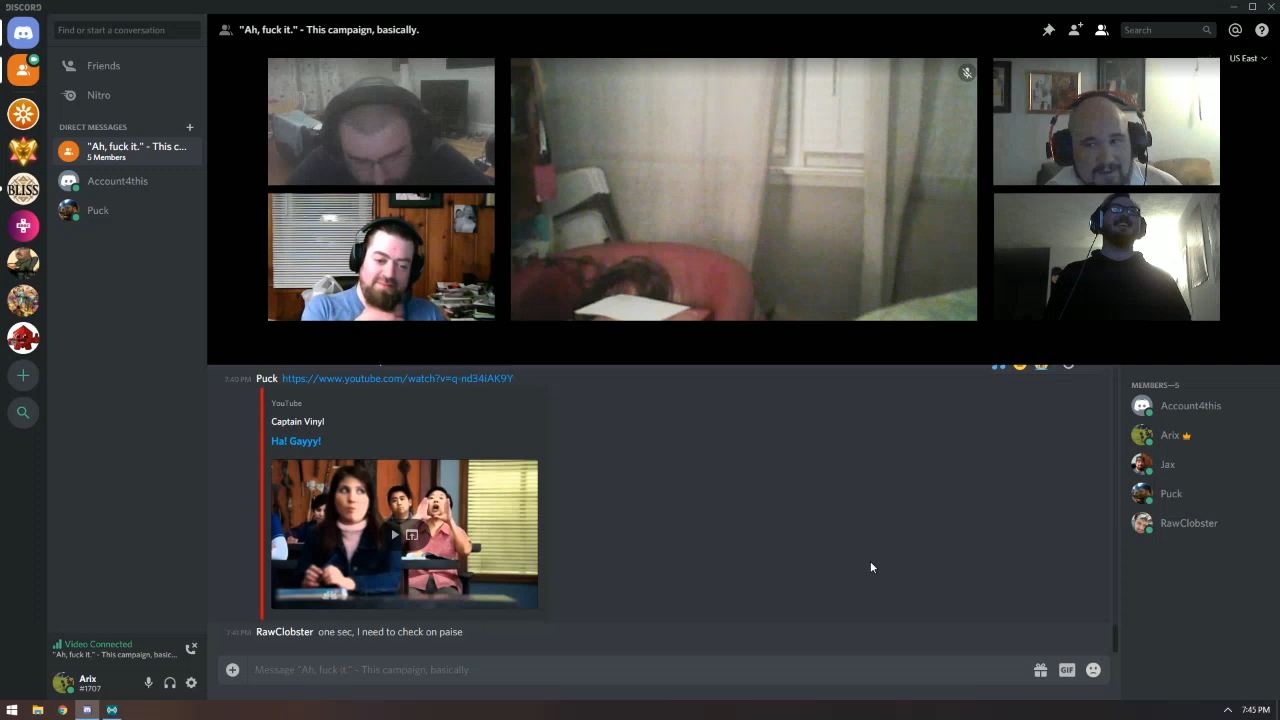 DISCORD
Find or start a conversation
"Ah, fuck it." - This campaign, basically.
Search
US East
Friends
Nitro
DIRECT MESSAGES
"Ah, fuck it." - This c...
5 Members
Account4this
Puck
BLISS
7:40 PM Puck https://www.youtube.com/watch?v=q-nd34iAK9Y
YouTube
Captain Vinyl
Ha! Gayyy!
7:41 PM RawClobster one sec, I need to check on paise
Message "Ah, fuck it." - This campaign, basically.
GIF
MEMBERS—5
Account4this
Arix
Jax
Puck
RawClobster
Video Connected
"Ah, fuck it." - This campaign, basic...
Arix
#1707
7:45 PM